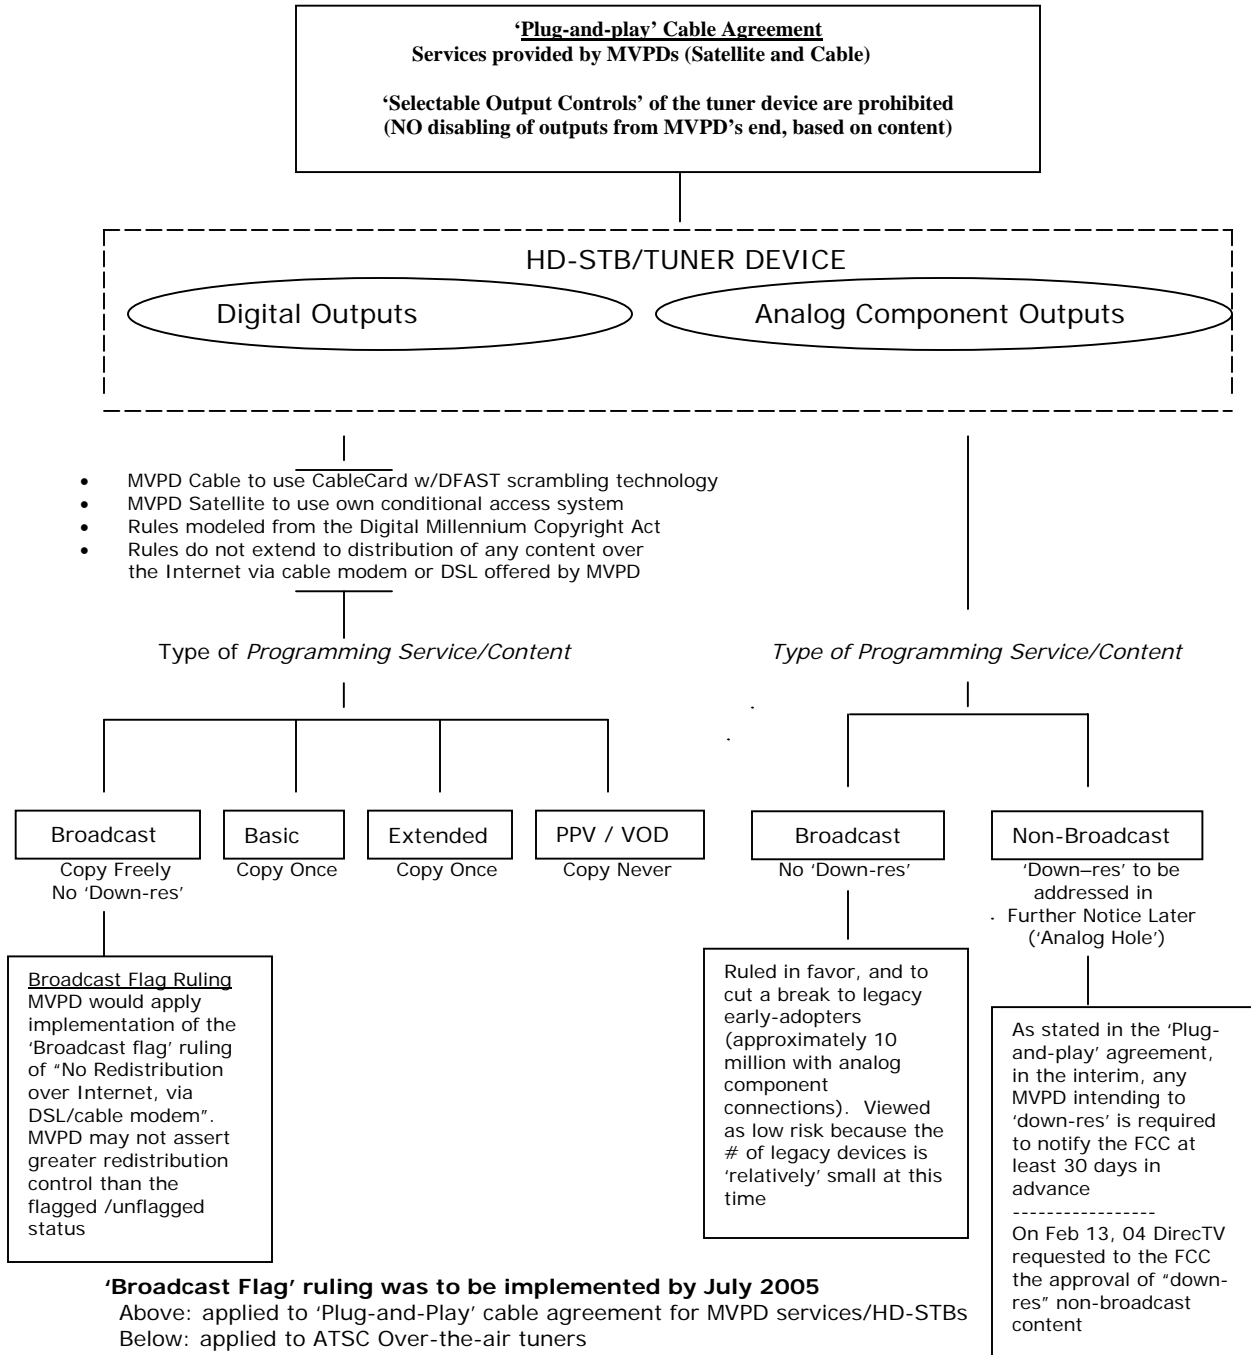 ‘Plug-and-play’ Cable Agreement
Services provided by MVPDs (Satellite and Cable)
‘Selectable Output Controls’ of the tuner device are prohibited
(NO disabling of outputs from MVPD’s end, based on content)
HD-STB/TUNER DEVICE
Digital Outputs
Analog Component Outputs
• MVPD Cable to use CableCard w/DFAST scrambling technology
• MVPD Satellite to use own conditional access system
• Rules modeled from the Digital Millennium Copyright Act
• Rules do not extend to distribution of any content over
the Internet via cable modem or DSL offered by MVPD
Type of Programming Service/Content
Type of Programming Service/Content
Broadcast
Copy Freely
No ‘Down-res’
Basic
Copy Once
Extended
Copy Once
PPV / VOD
Copy Never
Broadcast
No ‘Down-res’
Non-Broadcast
‘Down–res’ to be
addressed in
Further Notice Later
(‘Analog Hole’)
Broadcast Flag Ruling
MVPD would apply
implementation of the
‘Broadcast flag’ ruling
of “No Redistribution
over Internet, via
DSL/cable modem”.
MVPD may not assert
greater redistribution
control than the
flagged /unflagged
status
Ruled in favor, and to
cut a break to legacy
early-adopters
(approximately 10
million with analog
component
connections). Viewed
as low risk because the
# of legacy devices is
‘relatively’ small at this
time
As stated in the ‘Plug-
and-play’ agreement,
in the interim, any
MVPD intending to
‘down-res’ is required
to notify the FCC at
least 30 days in
advance
-----------------
On Feb 13, 04 DirecTV
requested to the FCC
the approval of “down-
res” non-broadcast
content
‘Broadcast Flag’ ruling was to be implemented by July 2005
Above: applied to ‘Plug-and-Play’ cable agreement for MVPD services/HD-STBs
Below: applied to ATSC Over-the-air tuners